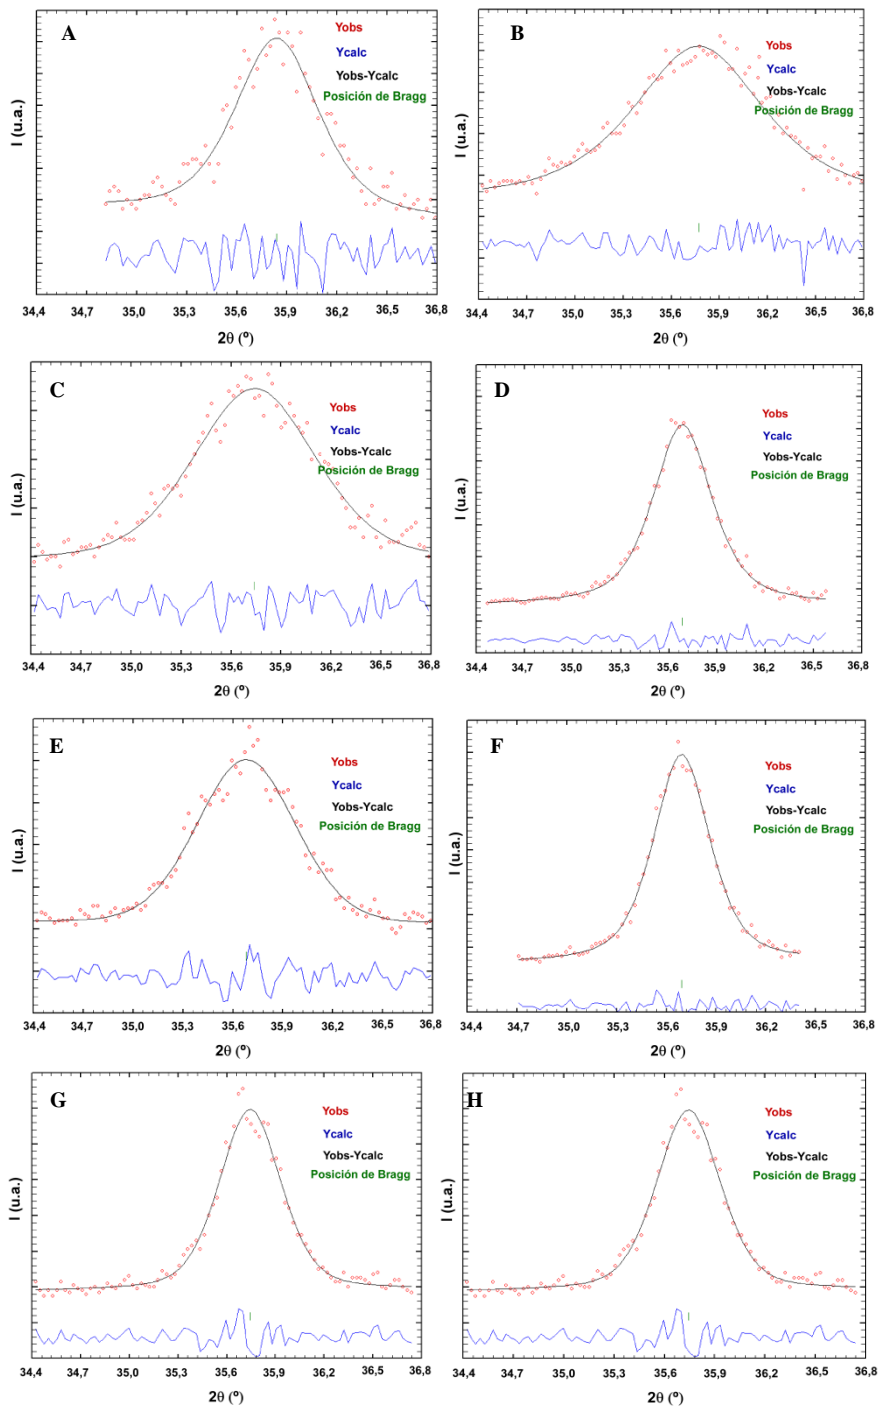 A
Yobs
Ycalc
Yobs-Ycalc
Posición de Bragg
I (u.a.)
34,4 34,7 35,0 35,3 35,6 35,9 36,2 36,5 36,8
2θ (º)
B
Yobs
Ycalc
Yobs-Ycalc
Posición de Bragg
I (u.a.)
34,4 34,7 35,0 35,3 35,6 35,9 36,2 36,6 36,8
2θ (º)
C
Yobs
Ycalc
Yobs-Ycalc
Posición de Bragg
I (u.a.)
34,4 34,7 35,0 35,3 35,6 35,9 36,2 36,5 36,8
2θ (º)
D
Yobs
Ycalc
Yobs-Ycalc
Posición de Bragg
I (u.a.)
34,4 34,7 35,0 35,3 35,6 35,9 36,2 36,5 36,8
2θ (º)
E
Yobs
Ycalc
Yobs-Ycalc
Posición de Bragg
I (u.a.)
34,4 34,7 35,0 35,3 35,6 35,9 36,2 36,5 36,8
2θ (º)
F
Yobs
Ycalc
Yobs-Ycalc
Posición de Bragg
I (u.a.)
34,4 34,7 35,0 35,3 35,6 35,9 36,2 36,5 36,8
2θ (º)
G
Yobs
Ycalc
Yobs-Ycalc
Posición de Bragg
I (u.a.)
34,4 34,7 35,0 35,3 35,6 35,9 36,2 36,5 36,8
2θ (º)
H
Yobs
Ycalc
Yobs-Ycalc
Posición de Bragg
I (u.a.)
34,4 34,7 35,0 35,3 35,6 35,9 36,2 36,5 36,8
2θ (º)